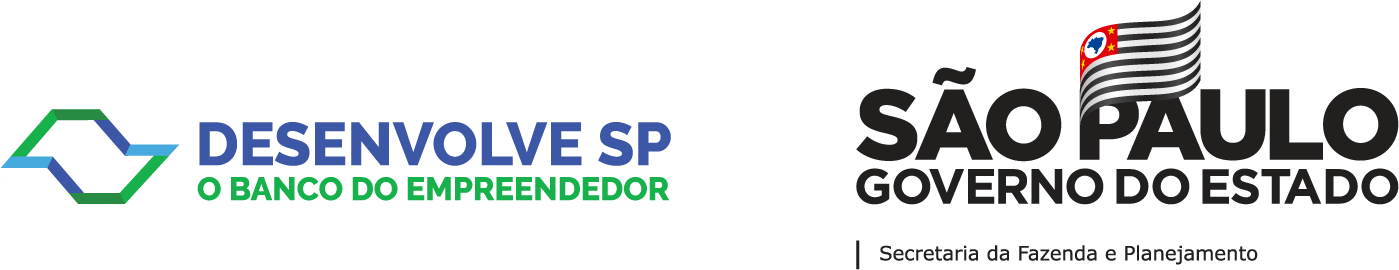 DESENVOLVE SP
O BANCO DO EMPREENDEDOR
SÃO PAULO
GOVERNO DO ESTADO
Secretaria da Fazenda e Planejamento